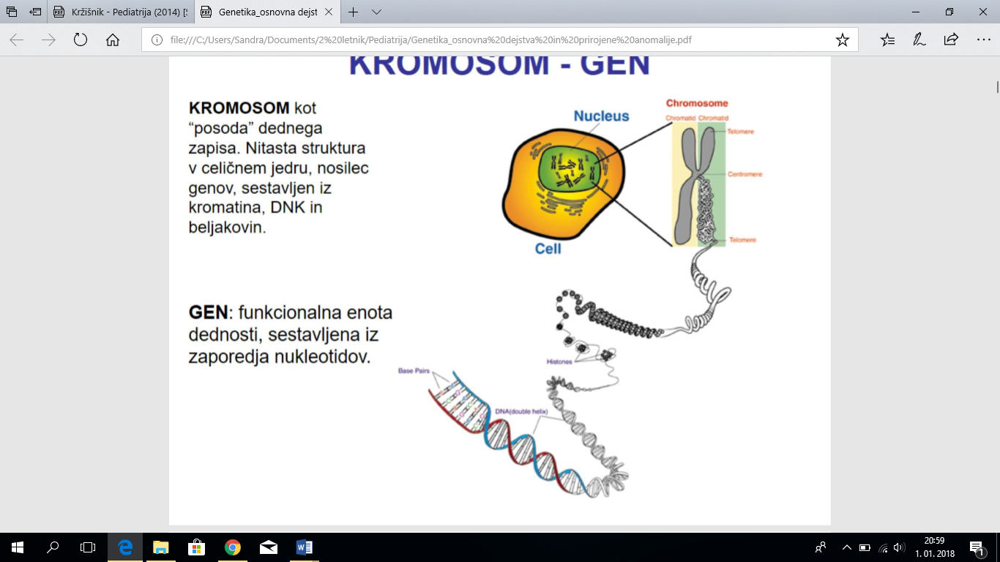 Kržišnik - Pediatrija (2014) [S
Genetika_osnovna dejst
file:///C:/Users/Sandra/Documents/2%20letnik/Pediatrija/Genetika_osnovna%20dejstva%20in%20prirojene%20anomalije.pdf
KROMOSOM - GEN
KROMOSOM kot
“posoda” dednega
zapisa. Nitasta struktura
v celičnem jedru, nosilec
genov, sestavljen iz
kromatina, DNK in
beljakovin.
Nucleus
Cell
Chromosome
Chromatid Chromatid
Telomere
Centromere
Telomere
GEN: funkcionalna enota
dednosti, sestavljena iz
zaporedja nukleotidov.
Histones
Base Pairs
DNA(double helix)
20:59
1. 01. 2018
1